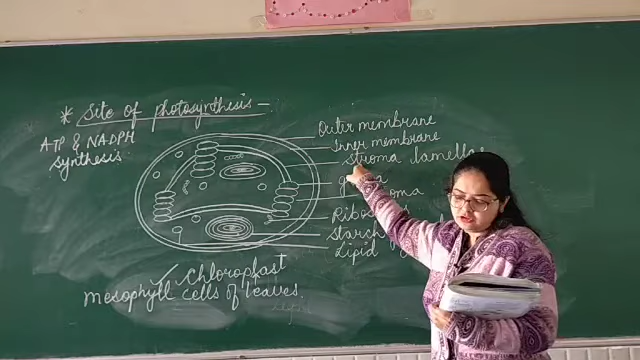 * Site of photosynthesis -
ATP & NADPH
synthesis
Outer membrane
Inner membrane
Stroma lamellae
Starch
Lipid
Chloroplast
Mesophyll cells of leaves.